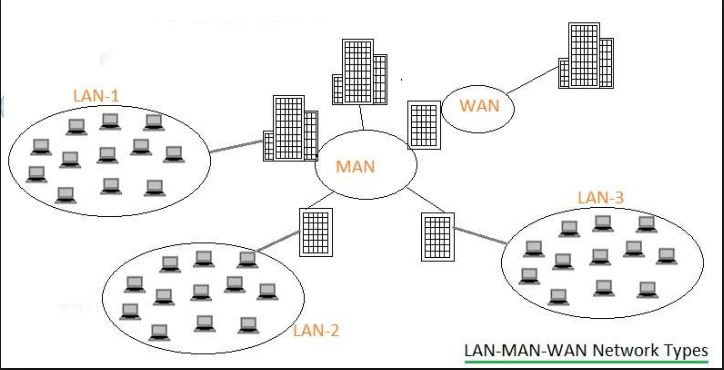 LAN-1
WAN
MAN
LAN-3
LAN-2
LAN-MAN-WAN Network Types